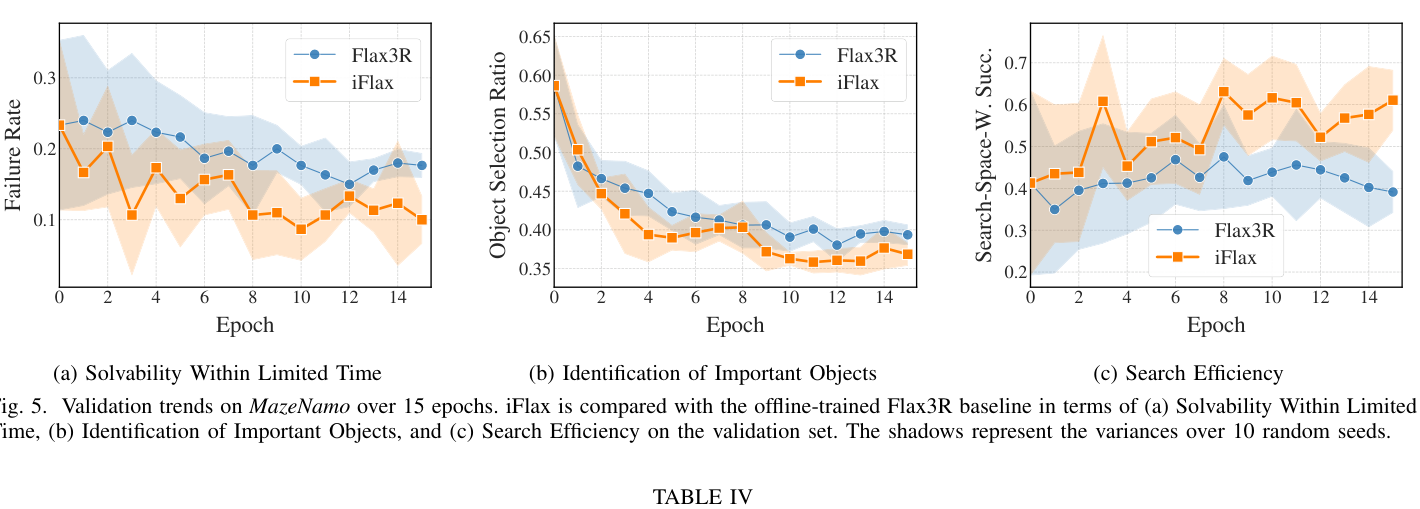 Failure Rate
0.3
0.2
0.1
0 2 4 6 8 10 12 14
Epoch
Flax3R
iFlax
(a) Solvability Within Limited Time
Object Selection Ratio
0.65
0.60
0.55
0.50
0.45
0.40
0.35
0 2 4 6 8 10 12 14
Epoch
Flax3R
iFlax
(b) Identification of Important Objects
Search-Space-W. Succ.
0.7
0.6
0.5
0.4
0.3
0.2
0 2 4 6 8 10 12 14
Epoch
Flax3R
iFlax
(c) Search Efficiency
ig. 5. Validation trends on MazeNamo over 15 epochs. iFlax is compared with the offline-trained Flax3R baseline in terms of (a) Solvability Within Limited
ime, (b) Identification of Important Objects, and (c) Search Efficiency on the validation set. The shadows represent the variances over 10 random seeds.
TABLE IV